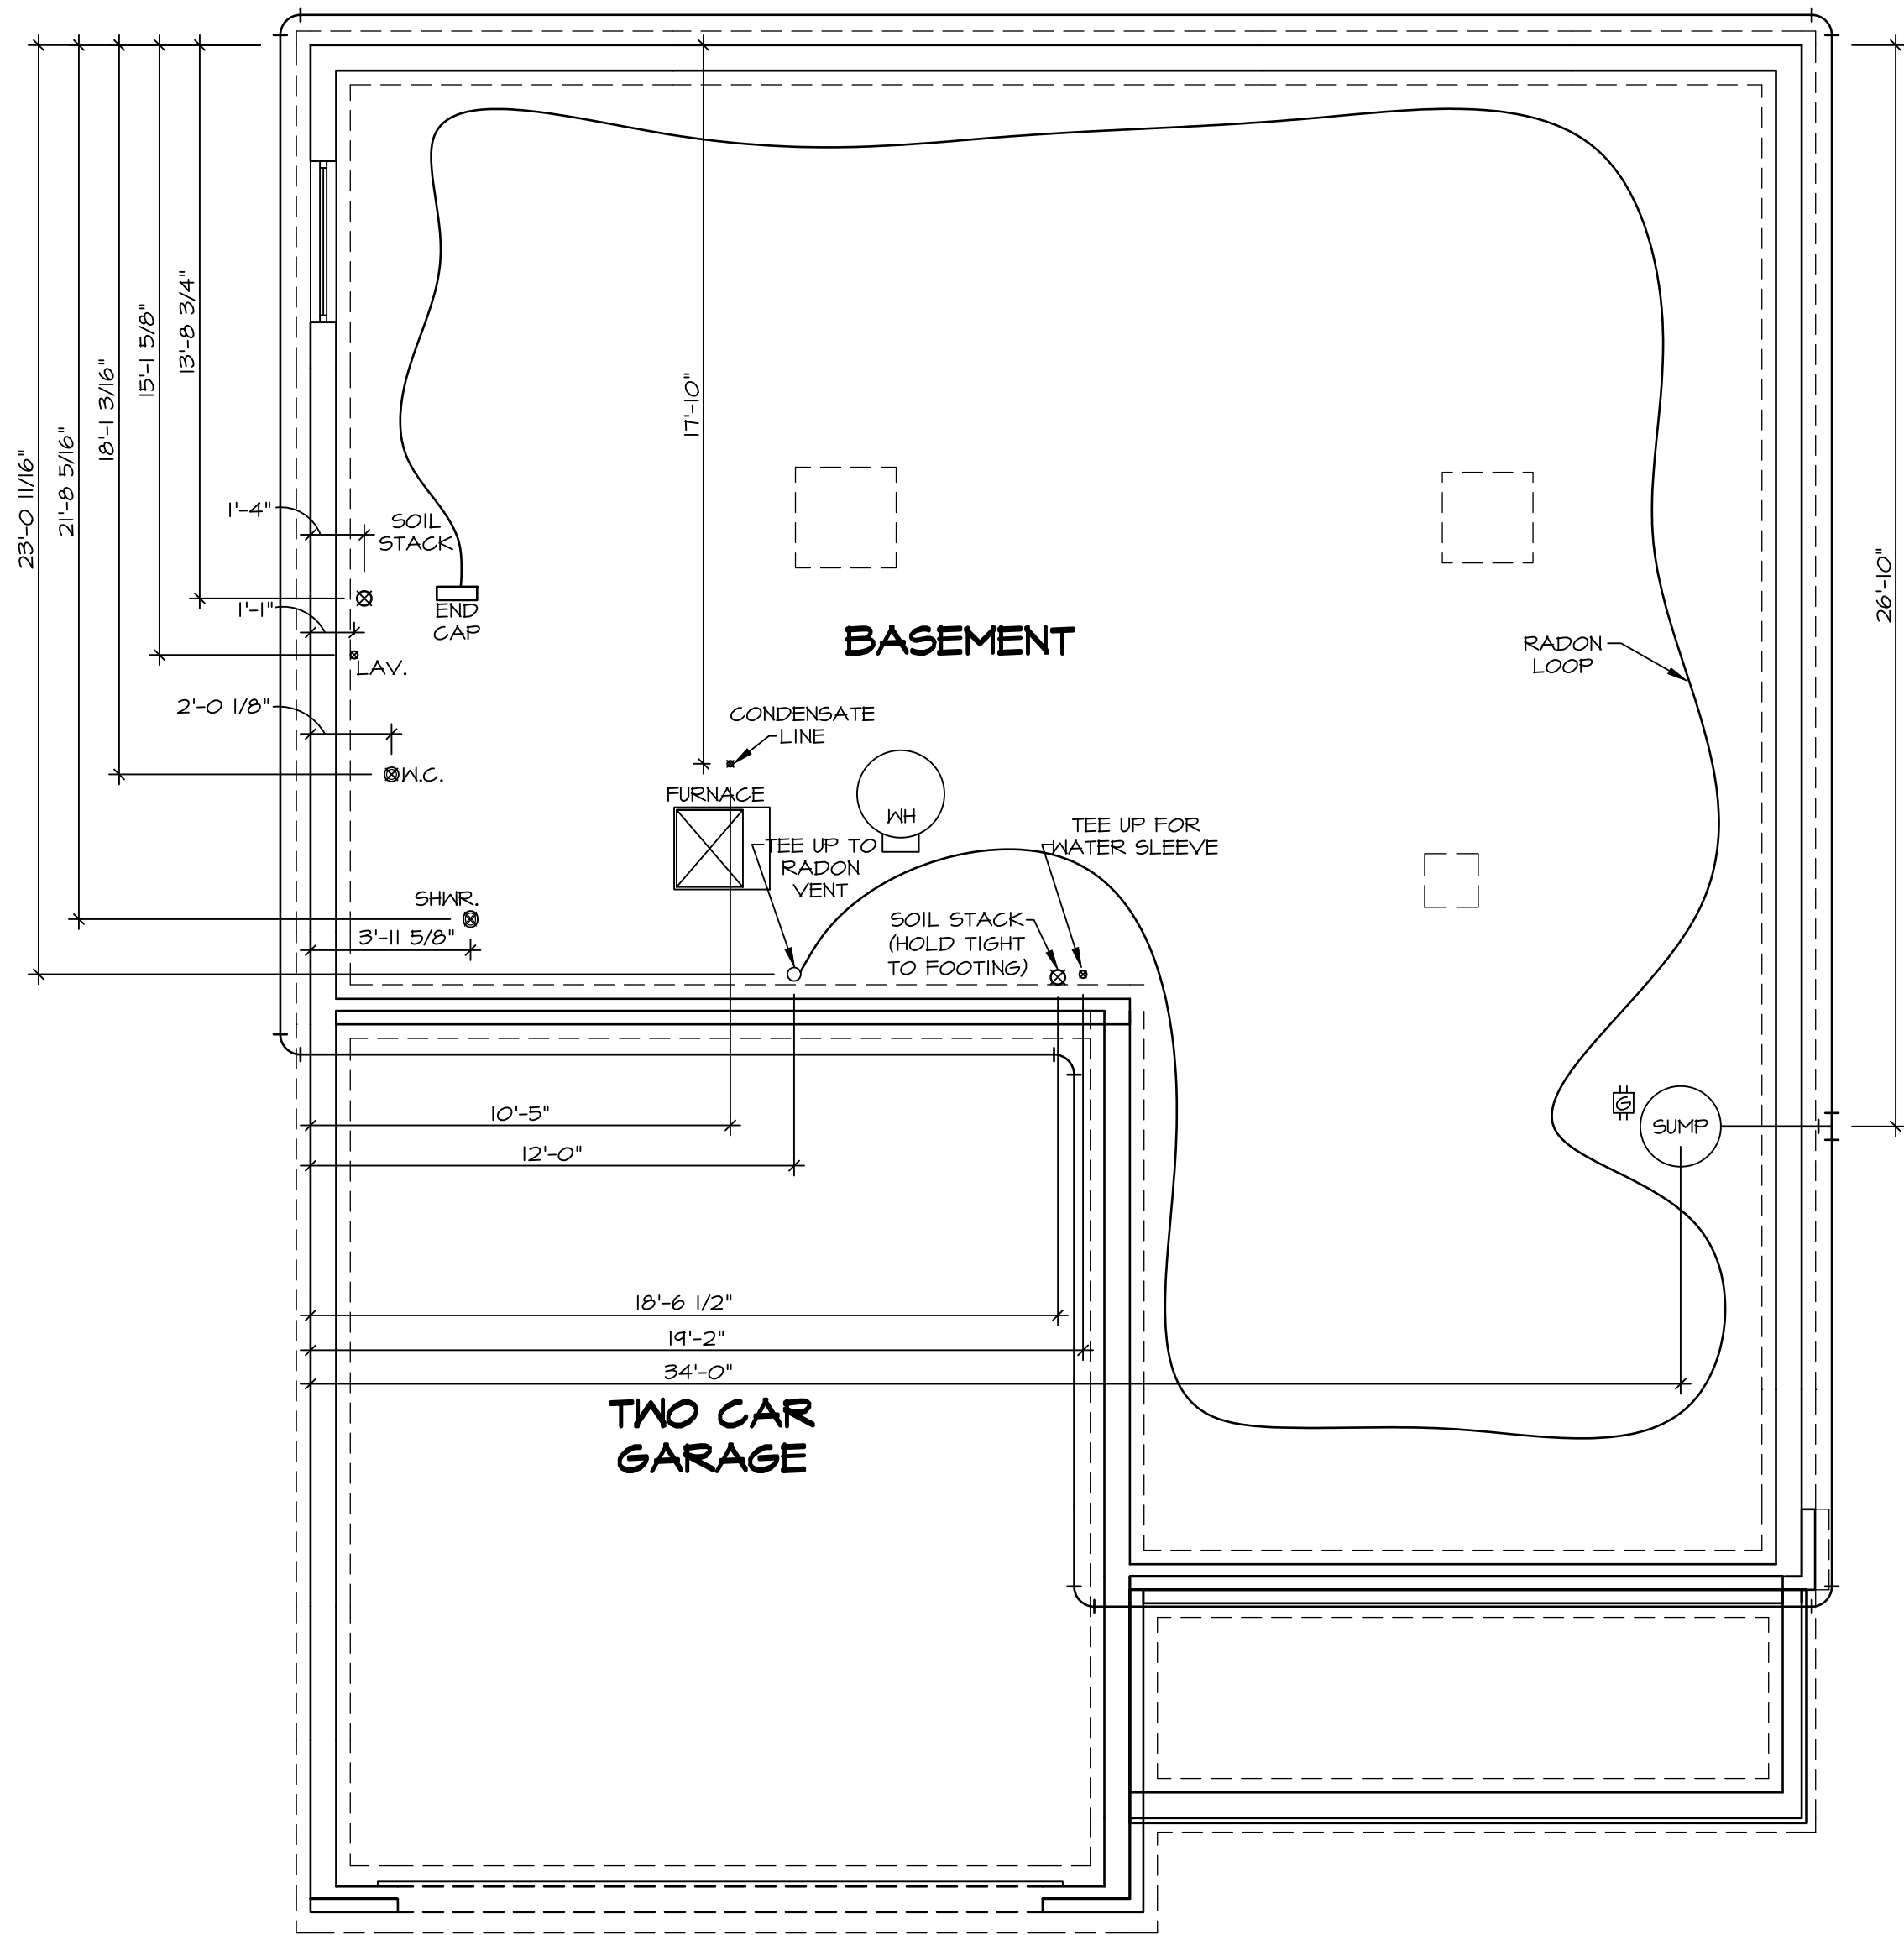 13'-8 3/4"
15'-1 5/8"
18'-1 3/16"
21'-8 5/16"
23'-0 11/16"
17'-10"
26'-10"
1'-4"
SOIL
STACK
END
CAP
1'-1"
LAV.
BASEMENT
RADON
LOOP
2'-0 1/8"
CONDENSATE
LINE
W.C.
FURNACE
WH
TEE UP TO
RADON
VENT
TEE UP FOR
WATER SLEEVE
SHWR.
3'-11 5/8"
SOIL STACK
(HOLD TIGHT
TO FOOTING)
G
SUMP
10'-5"
12'-0"
18'-6 1/2"
19'-2"
34'-0"
TWO CAR
GARAGE